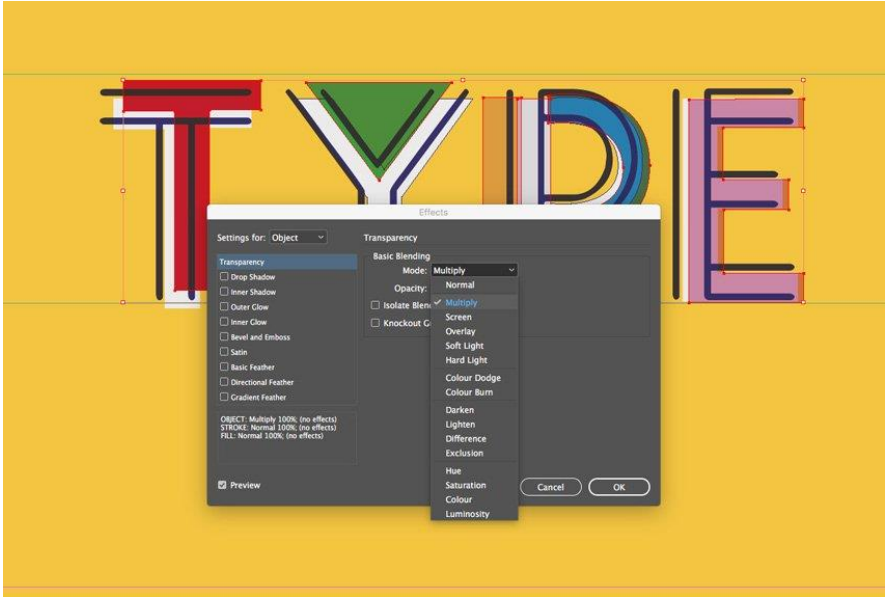 TYPE
Effects
Settings for: Object
Transparency
Drop Shadow
Inner Shadow
Outer Glow
Inner Glow
Bevel and Emboss
Satin
Basic Feather
Directional Feather
Gradient Feather
OBJECT: Multiply 100%; (no effects)
STROKE: Normal 100%; (no effects)
FILL: Normal 100%; (no effects)
Preview
Transparency
Basic Blending
Mode: Multiply
Opacity:
Isolate Blen
Knockout G
Normal
Multiply
Screen
Overlay
Soft Light
Hard Light
Colour Dodge
Colour Burn
Darken
Lighten
Difference
Exclusion
Hue
Saturation
Colour
Luminosity
Cancel
OK